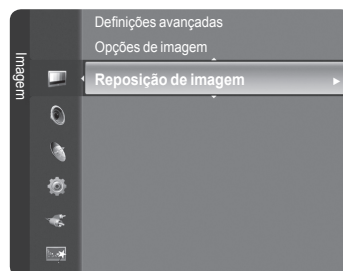 Imagem
Definições avançadas
Opções de imagem
Reposição de imagem